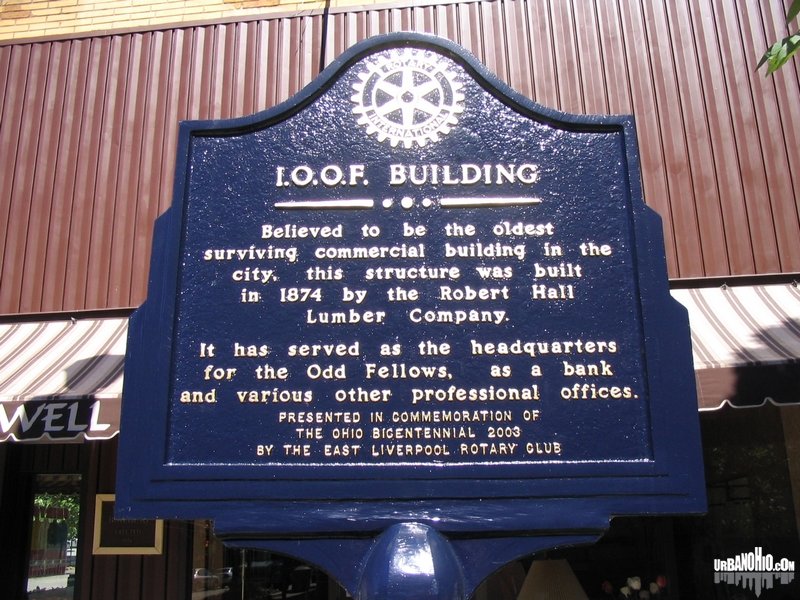 ROTARY
INTERNATIONAL
I.O.O.F. BUILDING
Believed to be the oldest
surviving commercial building in the
city, this structure was built
in 1874 by the Robert Hall
Lumber Company.
It has served as the headquarters
for the Odd Fellows, as a bank
and various other professional offices.
PRESENTED IN COMMEMORATION OF
THE OHIO BICENTENNIAL 2003
BY THE EAST LIVERPOOL ROTARY CLUB
WELL
URBANOHIO.COM